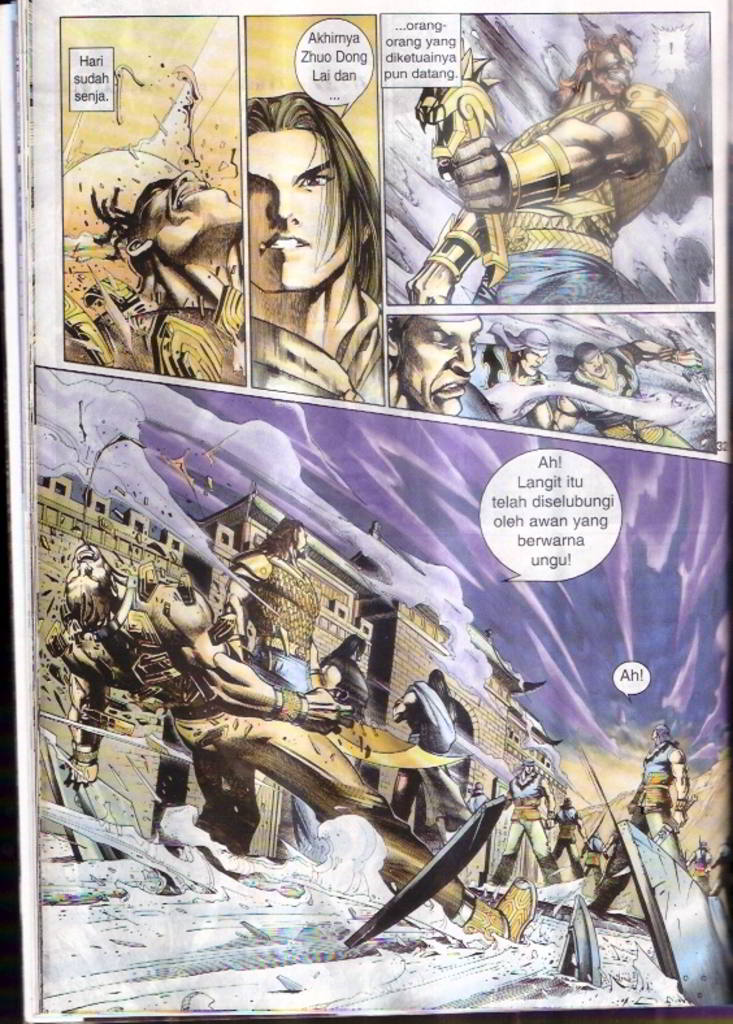 Hari
sudah
senja.
Akhirnya
Zhuo Dong
Lai dan
...
...orang-
orang yang
diketuainya
pun datang.
!
Ah!
Langit itu
telah diselubungi
oleh awan yang
berwarna
ungu!
Ah!